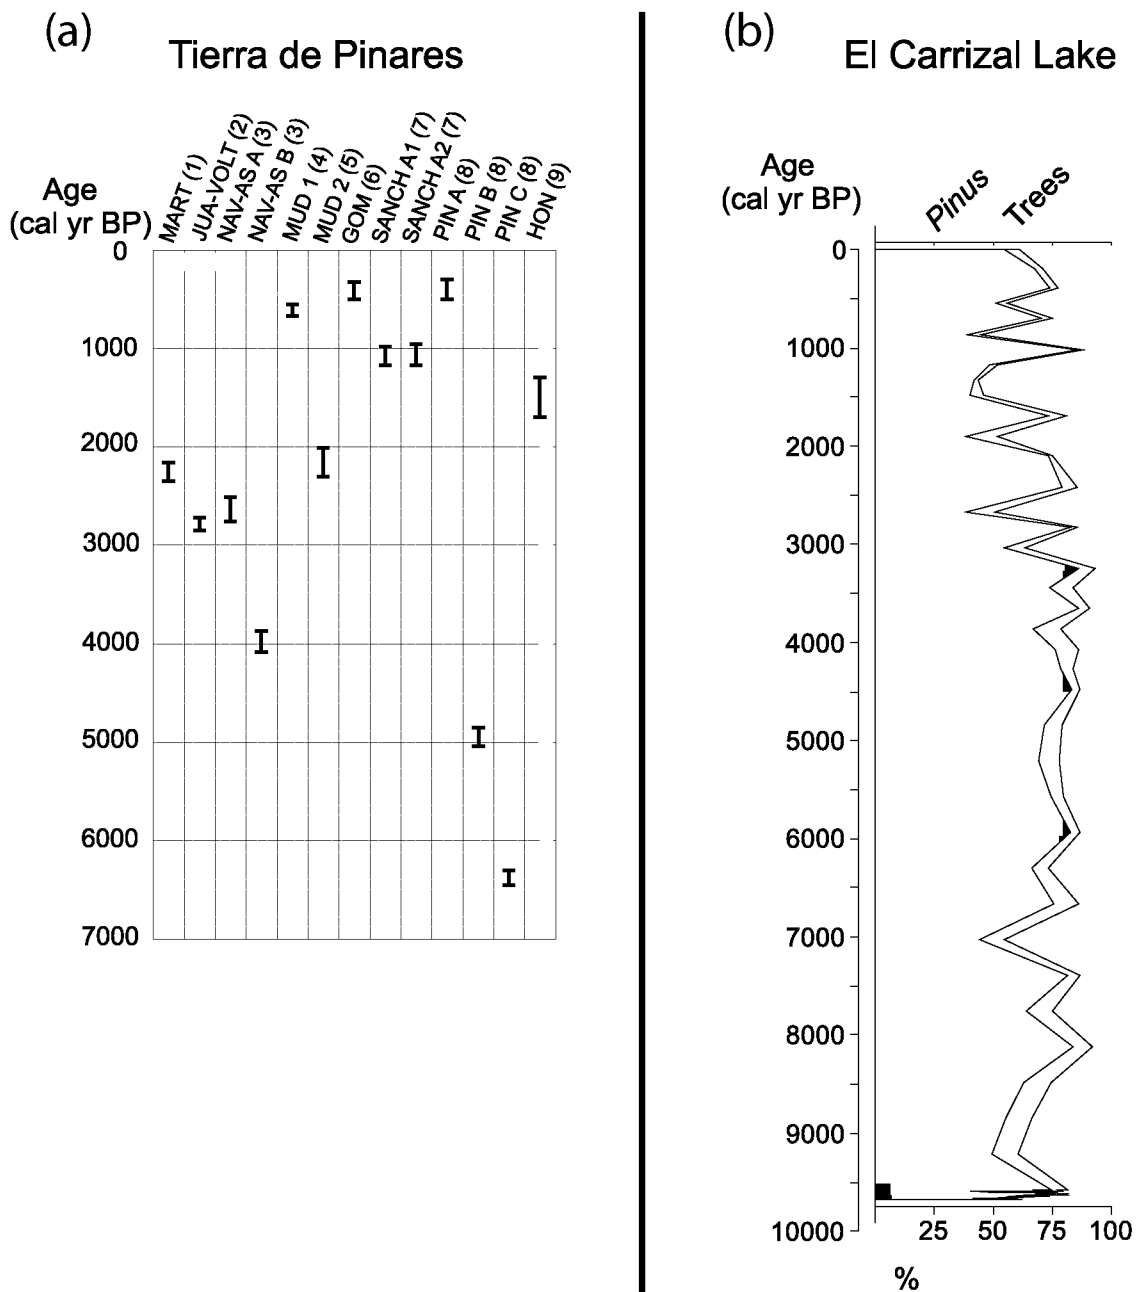 (a)
Tierra de Pinares
Age
(cal yr BP)
MART (1)
JUA-VOLT (2)
NAV-AS A (3)
NAV-AS B (3)
MUD 1 (4)
MUD 2 (5)
GOM (6)
SANCH A1 (7)
SANCH A2 (7)
PIN A (8)
PIN B (8)
PIN C (8)
HON (9)
0
1000
2000
3000
4000
5000
6000
7000
(b)
El Carrizal Lake
Age
(cal yr BP)
Pinus
Trees
0
1000
2000
3000
4000
5000
6000
7000
8000
9000
10000
25 50 75 100
%